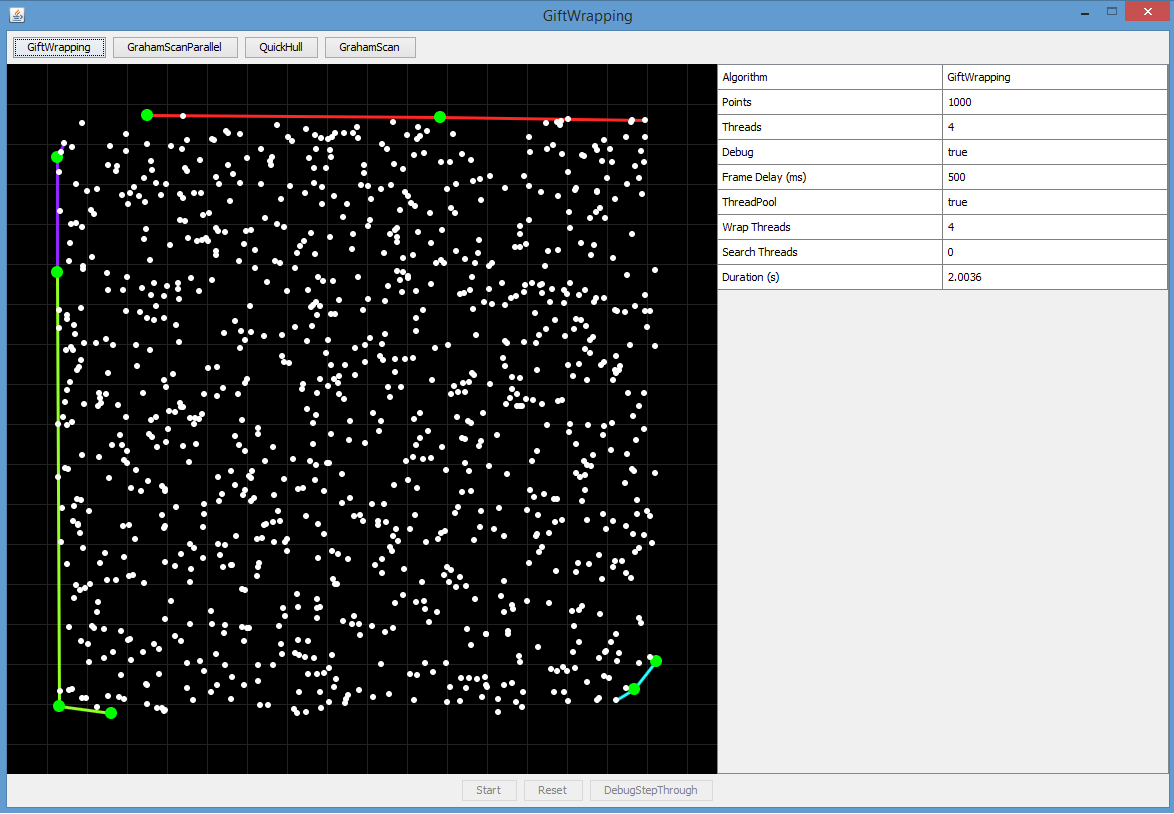 GiftWrapping
GiftWrapping GrahamScanParallel QuickHull GrahamScan
Algorithm GiftWrapping
Points 1000
Threads 4
Debug true
Frame Delay (ms) 500
ThreadPool true
Wrap Threads 4
Search Threads 0
Duration (s) 2.0036
Start Reset DebugStepThrough